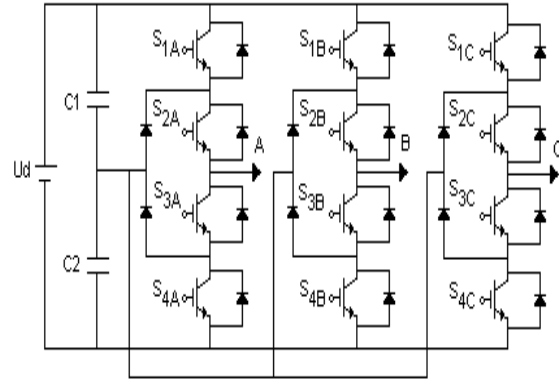 S1A S1B S1C
C1 S2A S2B S2C
A B C
Ud
S3A S3B S3C
C2
S4A S4B S4C